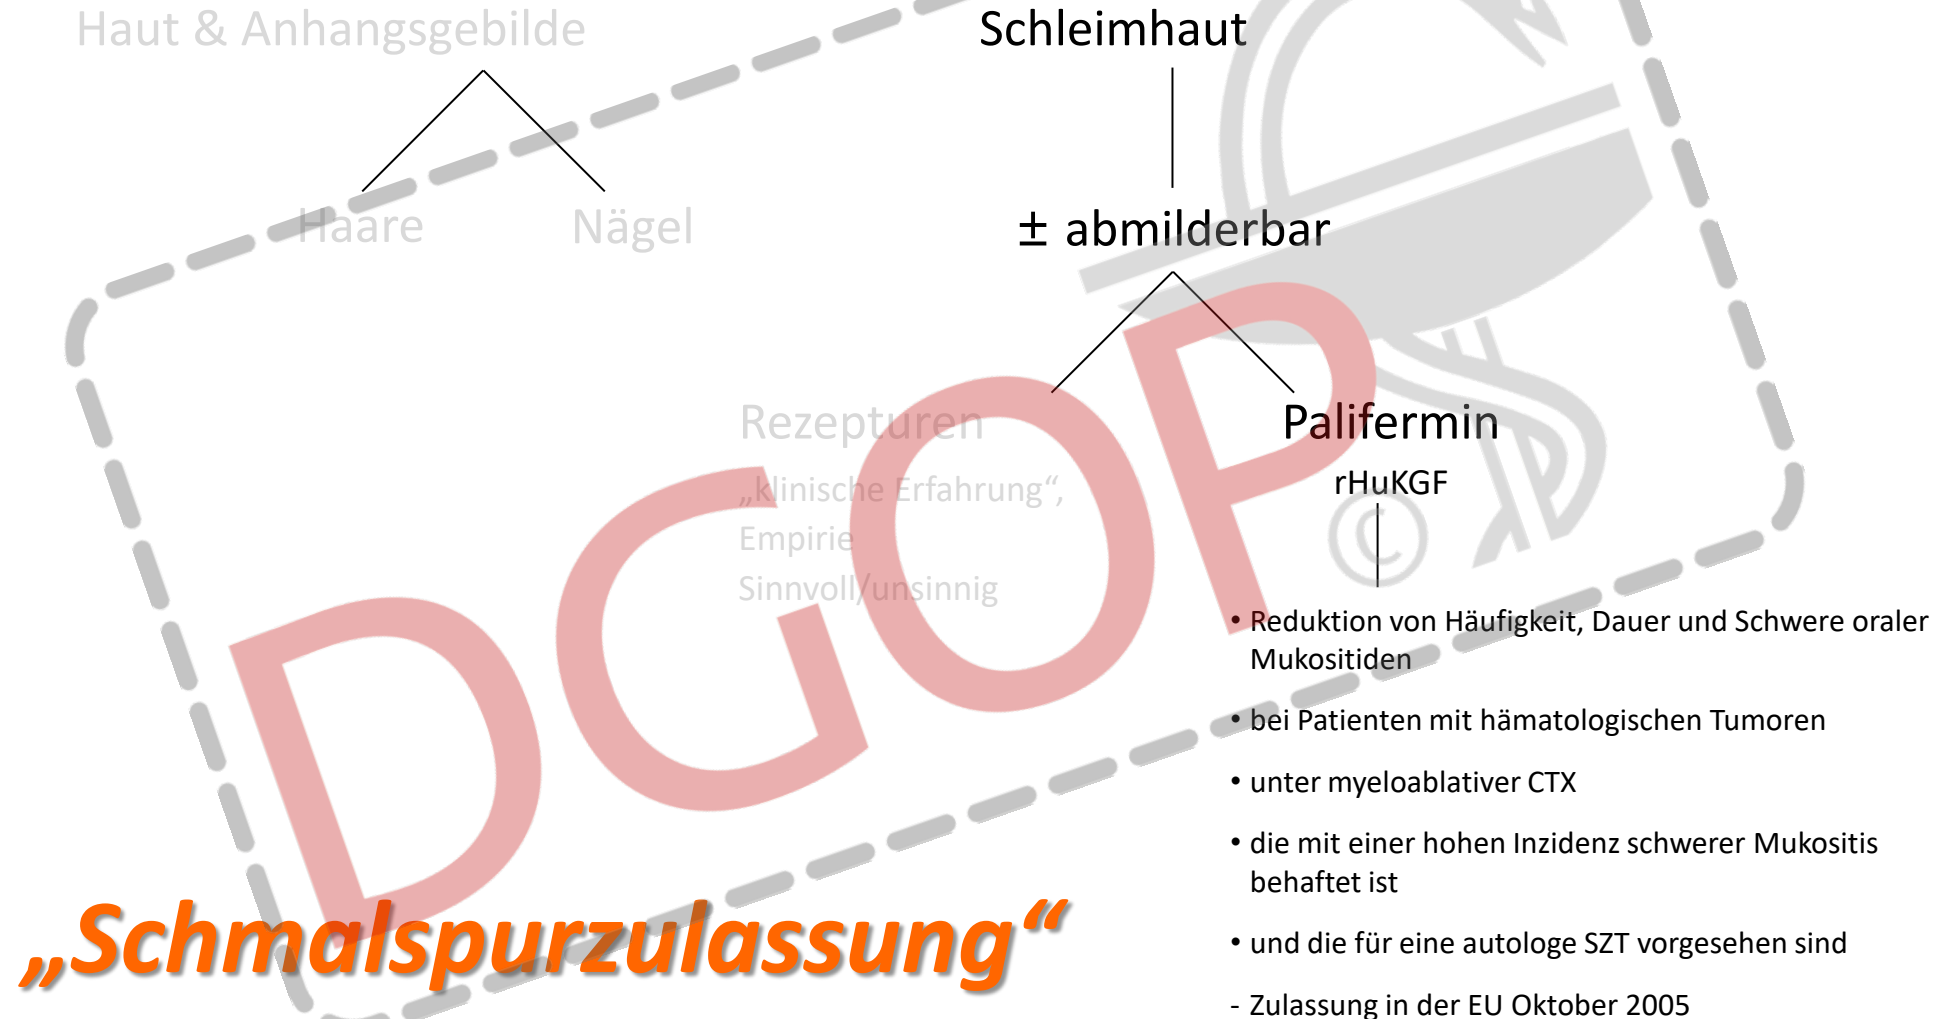 Haut & Anhangsgebilde
Schleimhaut
Haare
Nägel
± abmilderbar
Rezepturen
„klinische Erfahrung“,
Empirie
Sinnvoll/unsinnig
Palifermin
rHuKGF
• Reduktion von Häufigkeit, Dauer und Schwere oraler
Mukositiden
• bei Patienten mit hämatologischen Tumoren
• unter myeloablativer CTX
• die mit einer hohen Inzidenz schwerer Mukositis
behaftet ist
• und die für eine autologe SZT vorgesehen sind
- Zulassung in der EU Oktober 2005
„Schmalspurzulassung“
DGOP
©